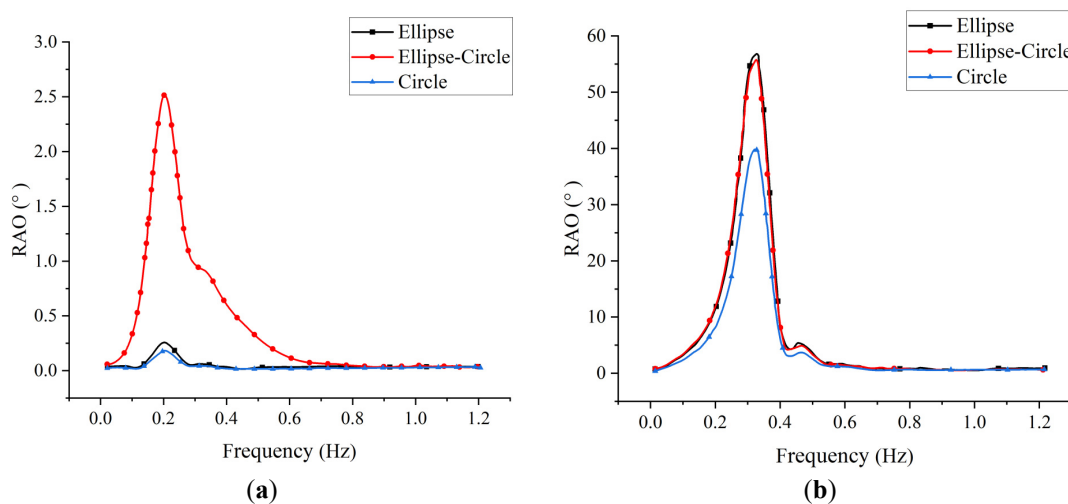 Ellipse
Ellipse-Circle
Circle
3.0
2.5
2.0
1.5
1.0
0.5
0.0
RAO (°)
0.0 0.2 0.4 0.6 0.8 1.0 1.2
Frequency (Hz)
(a)
Ellipse
Ellipse-Circle
Circle
60
50
40
30
20
10
0
RAO (°)
0.0 0.2 0.4 0.6 0.8 1.0 1.2
Frequency (Hz)
(b)